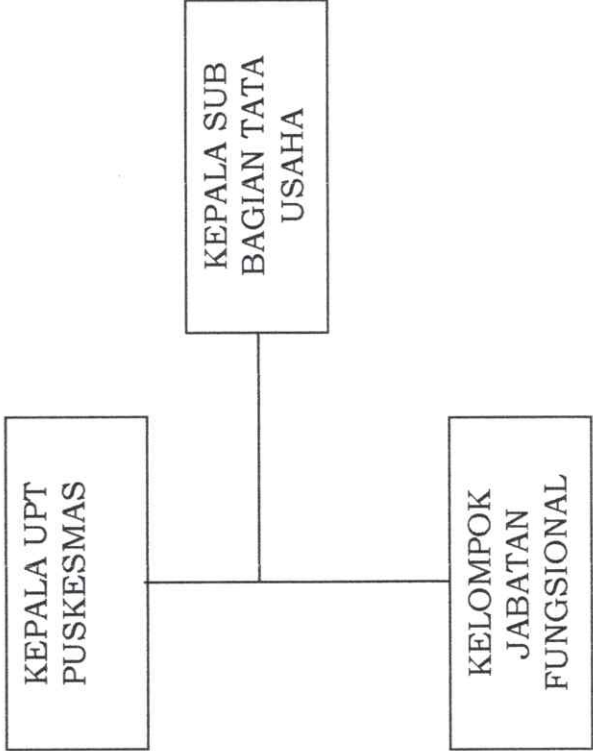 KEPALA UPT
PUSKESMAS
KEPALA SUB
BAGIAN TATA
USAHA
KELOMPOK
JABATAN
FUNGSIONAL